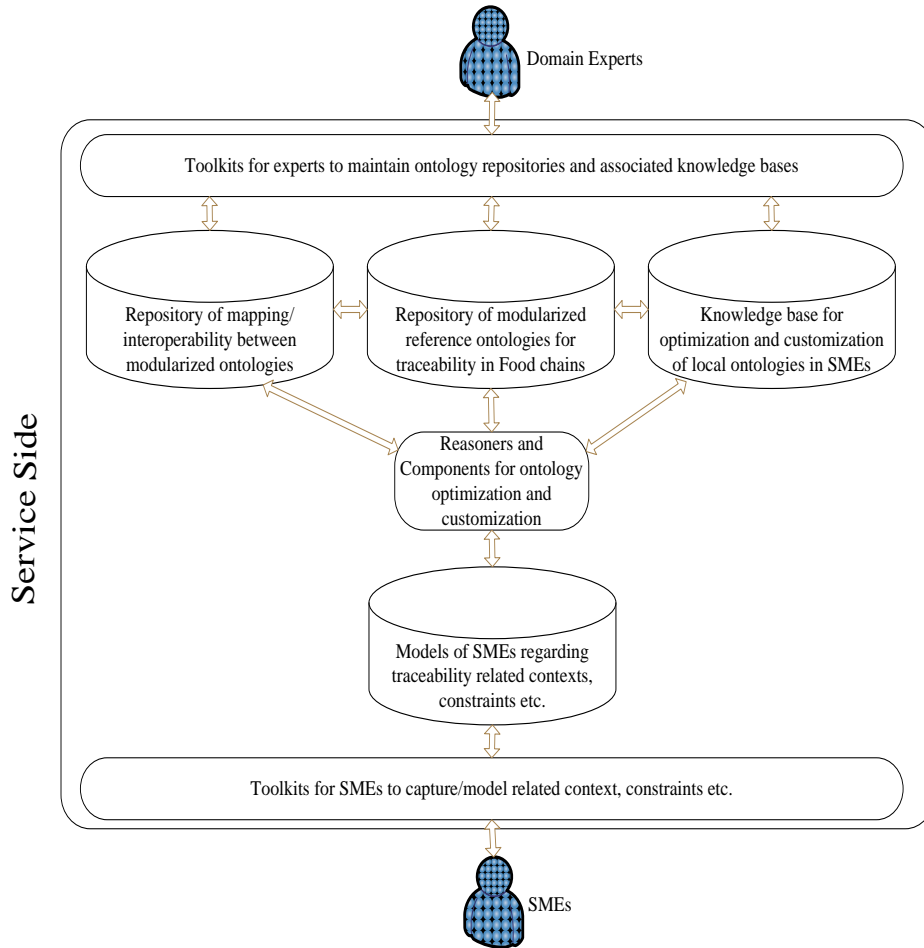 Domain Experts
Toolkits for experts to maintain ontology repositories and associated knowledge bases
Repository of mapping/
interoperability between
modularized ontologies
Repository of modularized
reference ontologies for
traceability in Food chains
Knowledge base for
optimization and customization
of local ontologies in SMEs
Reasoners and
Components for ontology
optimization and
customization
Service Side
Models of SMEs regarding
traceability related contexts,
constraints etc.
Toolkits for SMEs to capture/model related context, constraints etc.
SMEs